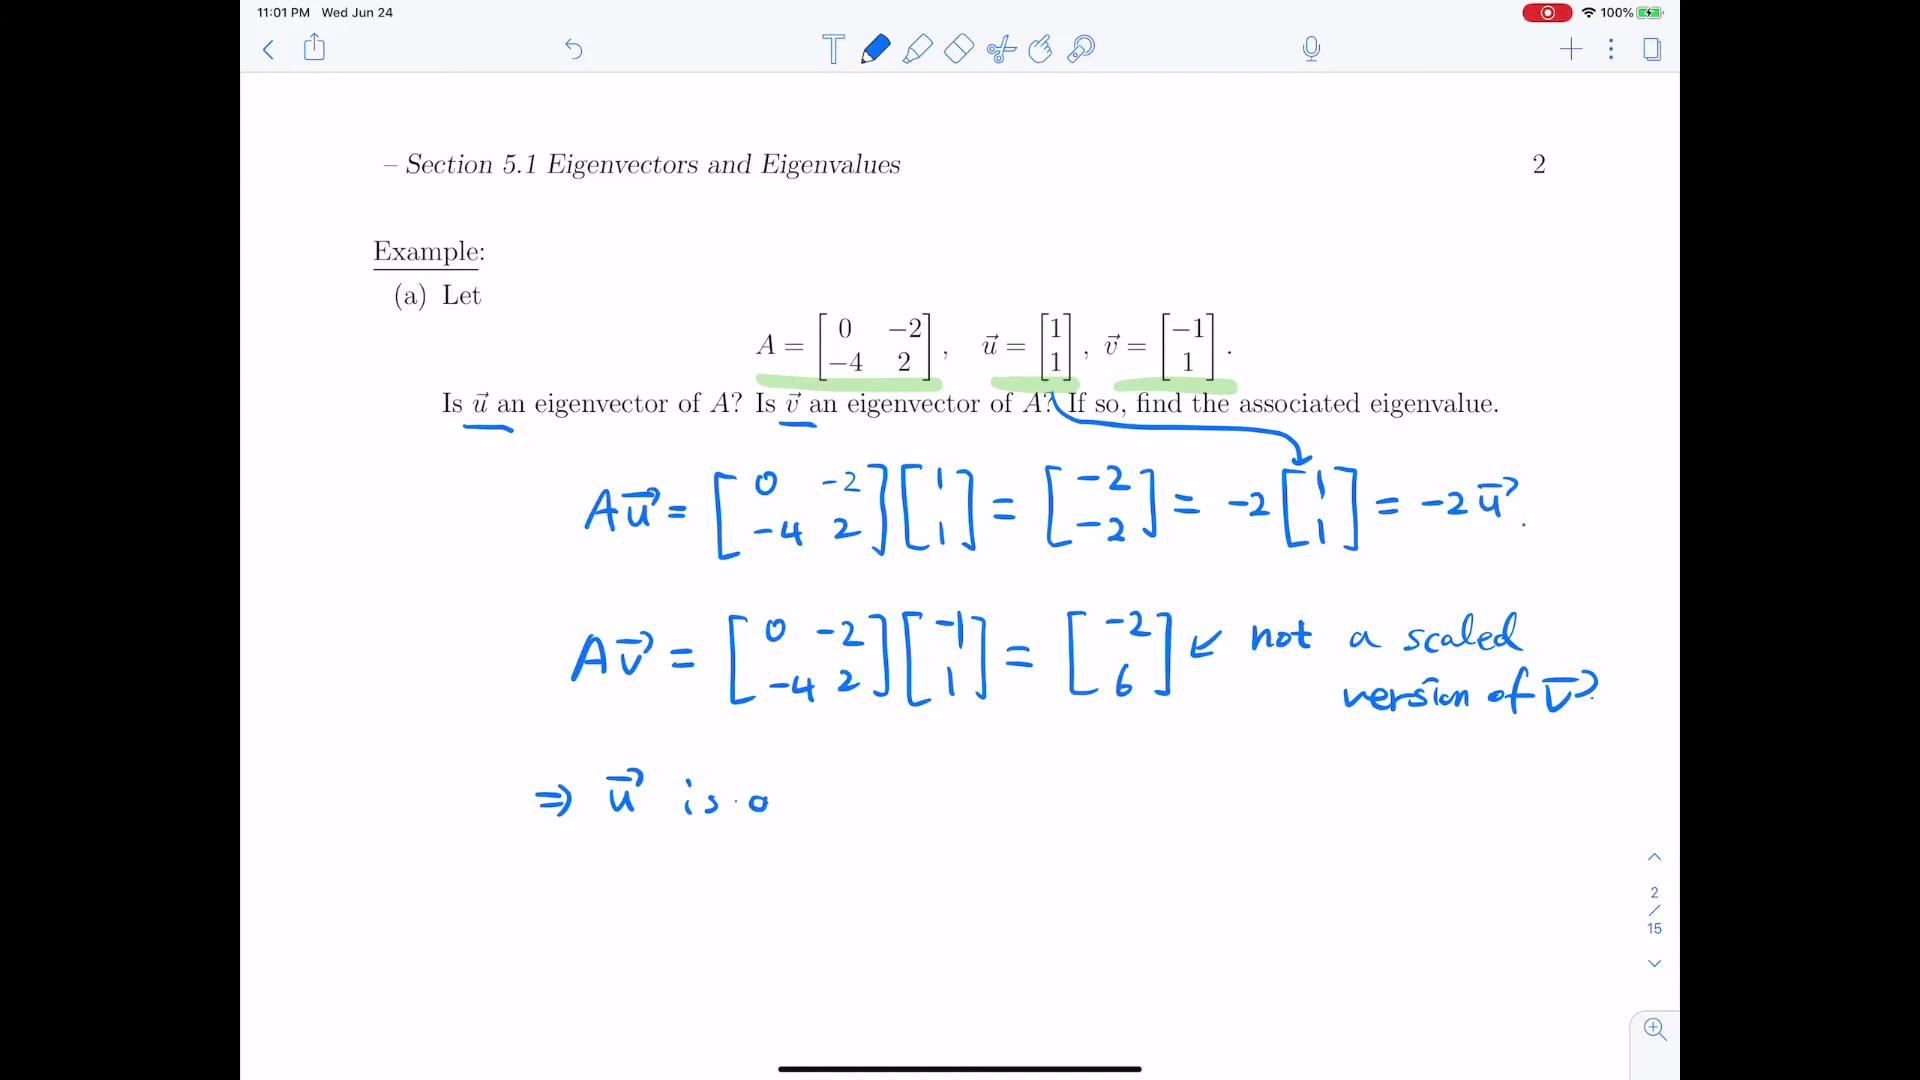 11:01 PM Wed Jun 24 100%
– Section 5.1 Eigenvectors and Eigenvalues 2
Example:
(a) Let
A = [0 −2; −4 2], u⃗ = [1; 1], v⃗ = [−1; 1].
Is u⃗ an eigenvector of A? Is v⃗ an eigenvector of A? If so, find the associated eigenvalue.
Au⃗ = [0 -2; -4 2][1; 1] = [-2; -2] = -2[1; 1] = -2u⃗.
Av⃗ = [0 -2; -4 2][-1; 1] = [-2; 6] ↙ not a scaled
version of v⃗.
⇒ u⃗ is a
2
/
15